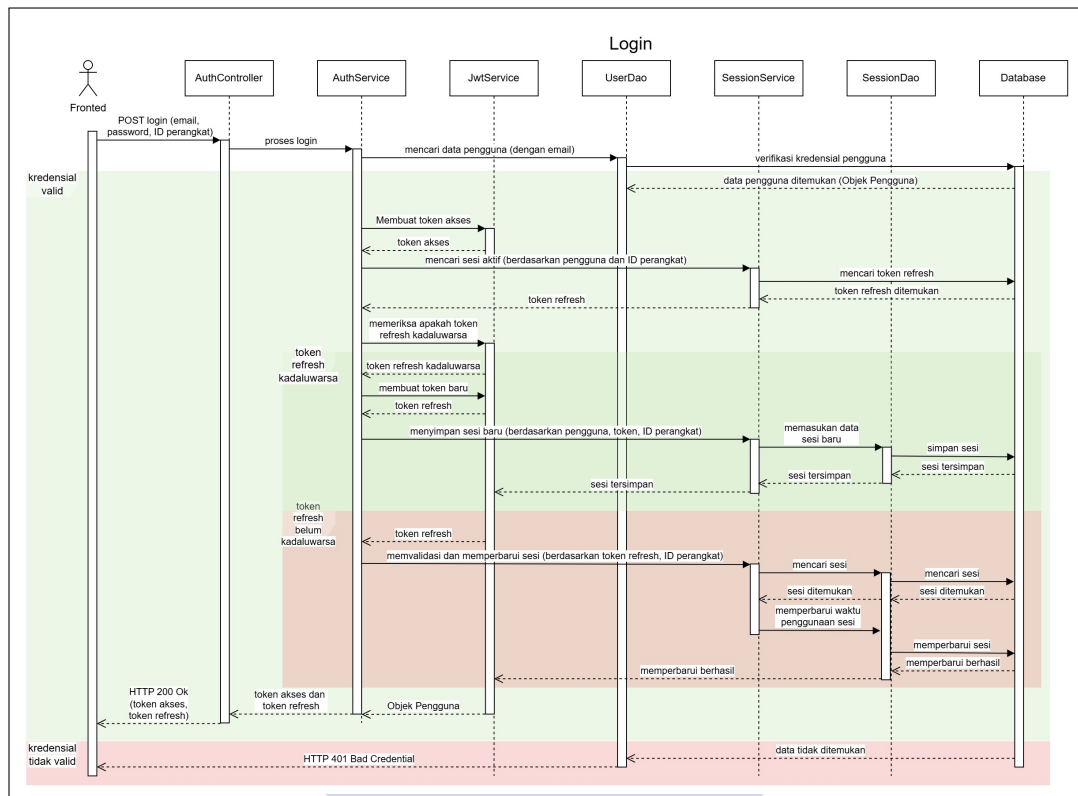 Login
AuthController
AuthService
JwtService
UserDao
SessionService
SessionDao
Database
Fronted
POST login (email,
password, ID perangkat)
proses login
mencari data pengguna (dengan email)
verifikasi kredensial pengguna
kredensial
valid
data pengguna ditemukan (Objek Pengguna)
Membuat token akses
token akses
mencari sesi aktif (berdasarkan pengguna dan ID perangkat)
mencari token refresh
token refresh ditemukan
token refresh
memeriksa apakah token
refresh kadaluwarsa
token
refresh
kadaluwarsa
token refresh kadaluwarsa
membuat token baru
token refresh
menyimpan sesi baru (berdasarkan pengguna, token, ID perangkat)
memasukan data
sesi baru
simpan sesi
sesi tersimpan
sesi tersimpan
sesi tersimpan
token
refresh
belum
kadaluwarsa
token refresh
memvalidasi dan memperbarui sesi (berdasarkan token refresh, ID perangkat)
mencari sesi
mencari sesi
sesi ditemukan
sesi ditemukan
memperbarui waktu
penggunaan sesi
memperbarui sesi
memperbarui berhasil
memperbarui berhasil
HTTP 200 Ok
(token akses,
token refresh)
token akses dan
token refresh
Objek Pengguna
kredensial
tidak valid
data tidak ditemukan
HTTP 401 Bad Credential